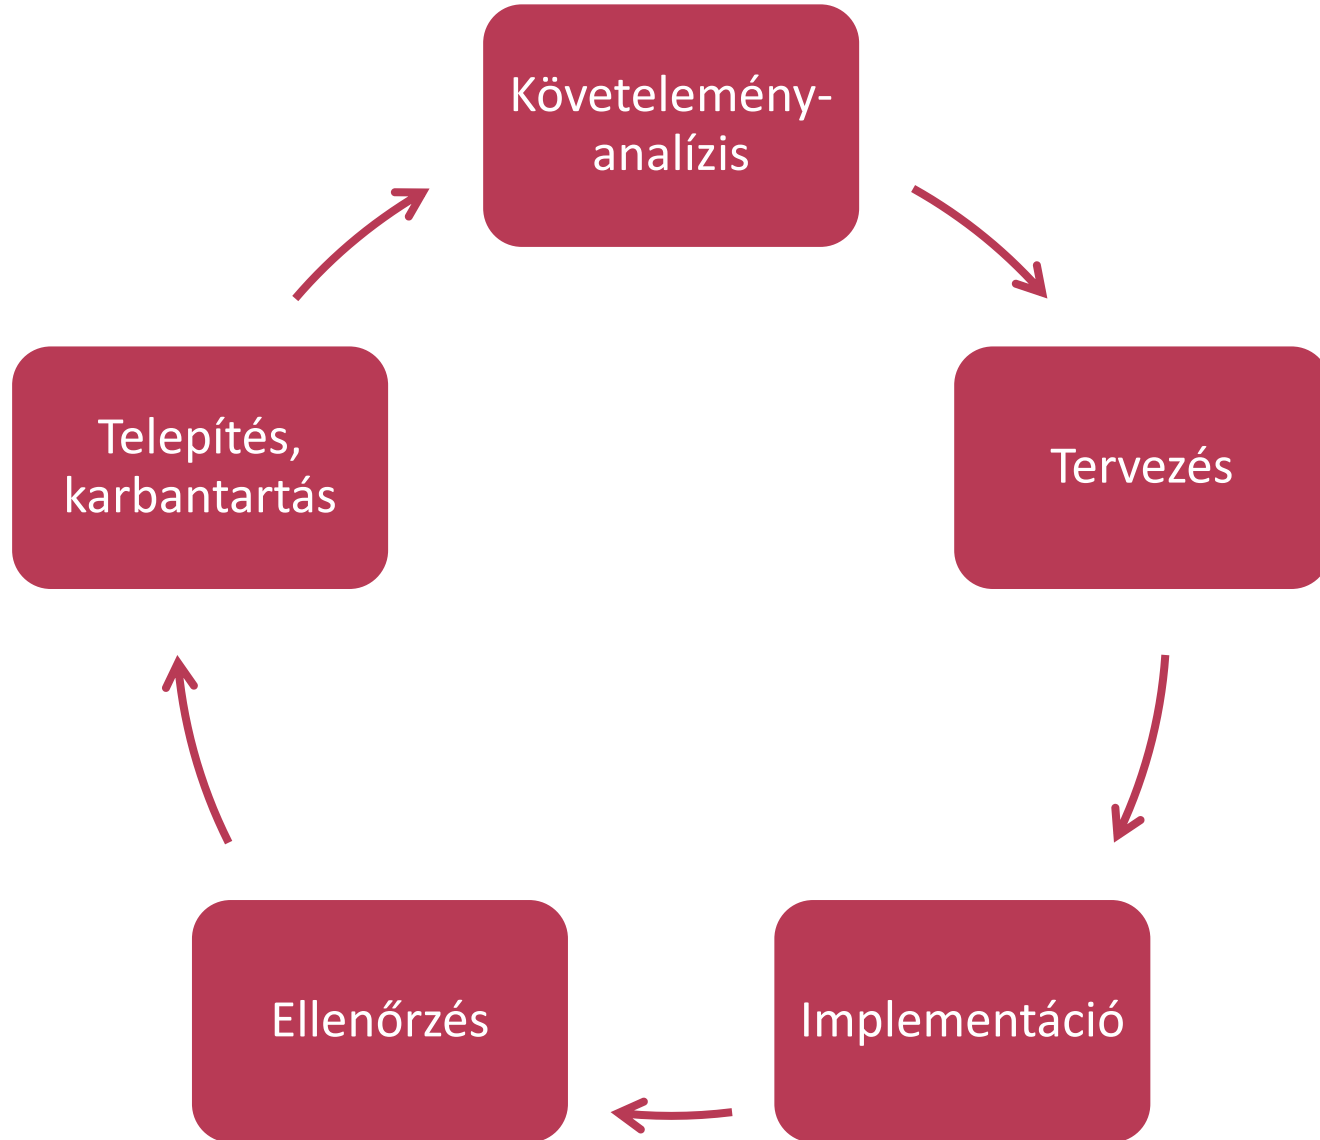 Követelemény-
analízis
Telepítés,
karbantartás
Tervezés
Ellenőrzés
Implementáció